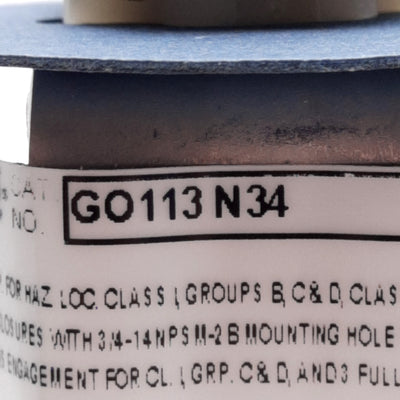 CAT. GO113 N34
NO.
FOR HAZ. LOC. CLASS I, GROUPS B, C & D, CLAS
LOSURES WITH 3/4-14 NPSM-2B MOUNTING HOLE
ENGAGEMENT FOR CL. I, GRP. C & D, AND 3 FULL